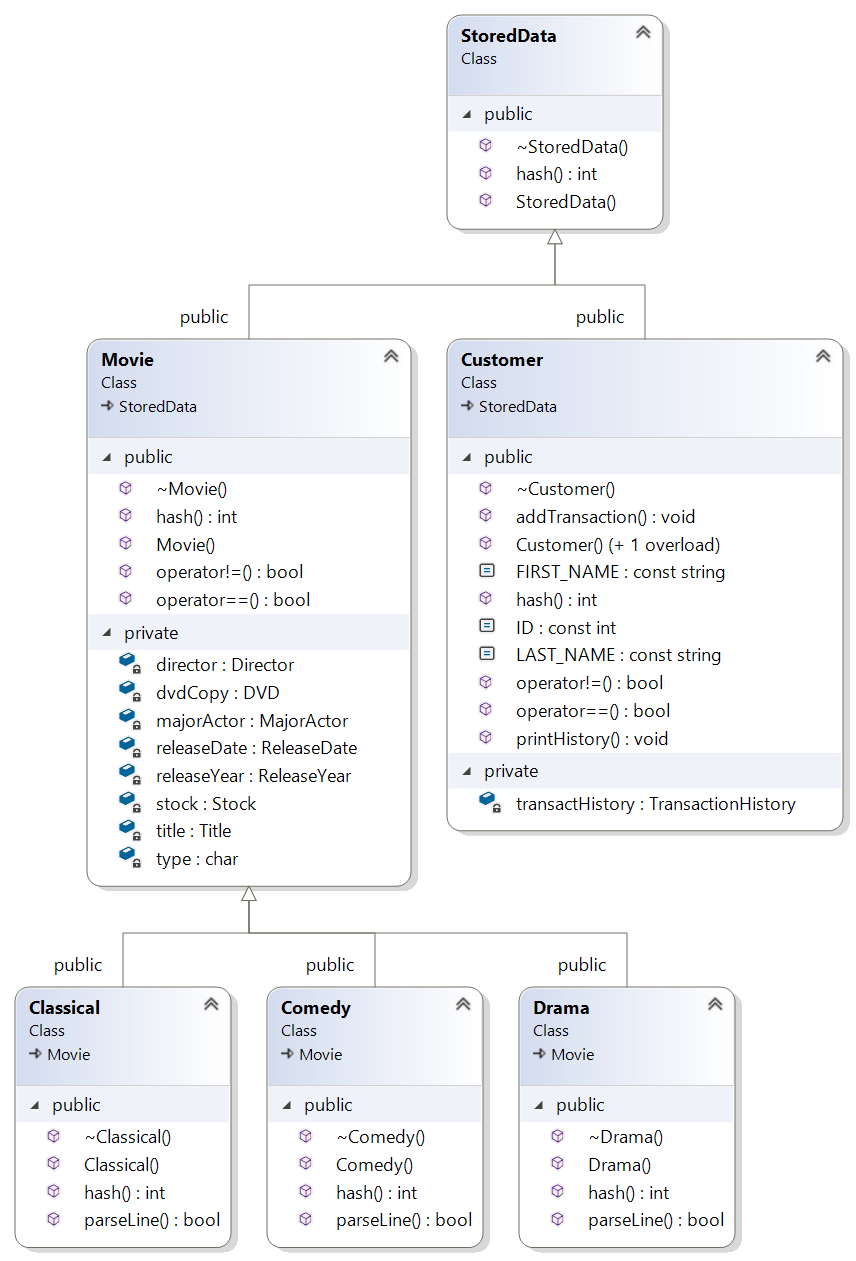 StoredData
Class
public
~StoredData()
hash() : int
StoredData()
public
public
Movie
Class
StoredData
public
~Movie()
hash() : int
Movie()
operator!=() : bool
operator==() : bool
private
director : Director
dvdCopy : DVD
majorActor : MajorActor
releaseDate : ReleaseDate
releaseYear : ReleaseYear
stock : Stock
title : Title
type : char
Customer
Class
StoredData
public
~Customer()
addTransaction() : void
Customer() (+ 1 overload)
FIRST_NAME : const string
hash() : int
ID : const int
LAST_NAME : const string
operator!=() : bool
operator==() : bool
printHistory() : void
private
transactHistory : TransactionHistory
public
public
public
Classical
Class
Movie
public
~Classical()
Classical()
hash() : int
parseLine() : bool
Comedy
Class
Movie
public
~Comedy()
Comedy()
hash() : int
parseLine() : bool
Drama
Class
Movie
public
~Drama()
Drama()
hash() : int
parseLine() : bool